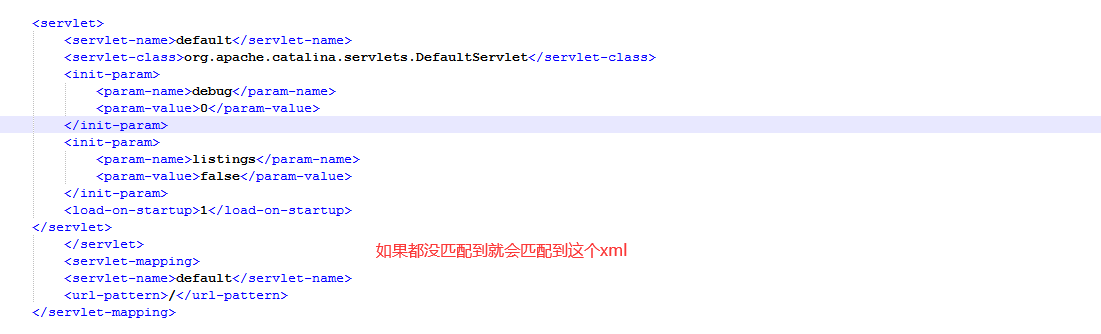 <servlet>
<servlet-name>default</servlet-name>
<servlet-class>org.apache.catalina.servlets.DefaultServlet</servlet-class>
<init-param>
<param-name>debug</param-name>
<param-value>0</param-value>
</init-param>
<init-param>
<param-name>listings</param-name>
<param-value>false</param-value>
</init-param>
<load-on-startup>1</load-on-startup>
</servlet>
</servlet>
如果都没匹配到就会匹配到这个xml
<servlet-mapping>
<servlet-name>default</servlet-name>
<url-pattern>/</url-pattern>
</servlet-mapping>